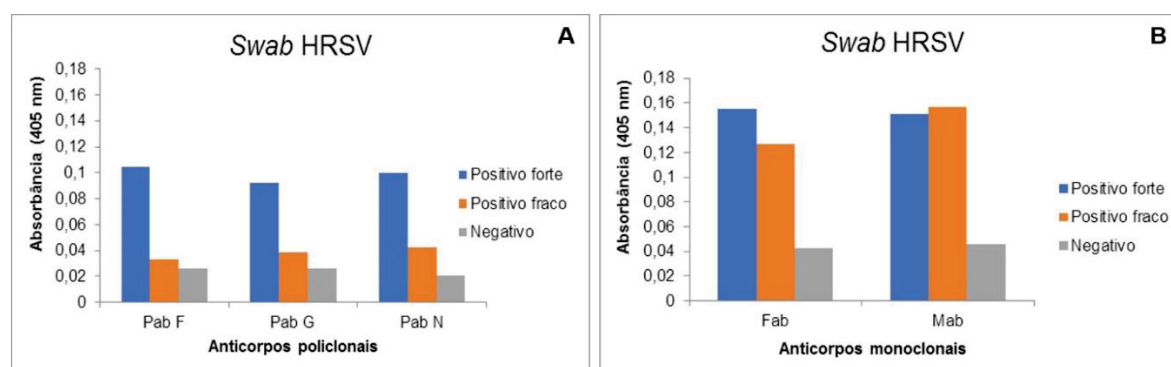 A
Swab HRSV
Absorbância (405 nm)
0,18
0,16
0,14
0,12
0,1
0,08
0,06
0,04
0,02
0
Pab F
Pab G
Pab N
Anticorpos policlonais
Positivo forte
Positivo fraco
Negativo
B
Swab HRSV
Absorbância (405 nm)
0,18
0,16
0,14
0,12
0,1
0,08
0,06
0,04
0,02
0
Fab
Mab
Anticorpos monoclonais
Positivo forte
Positivo fraco
Negativo